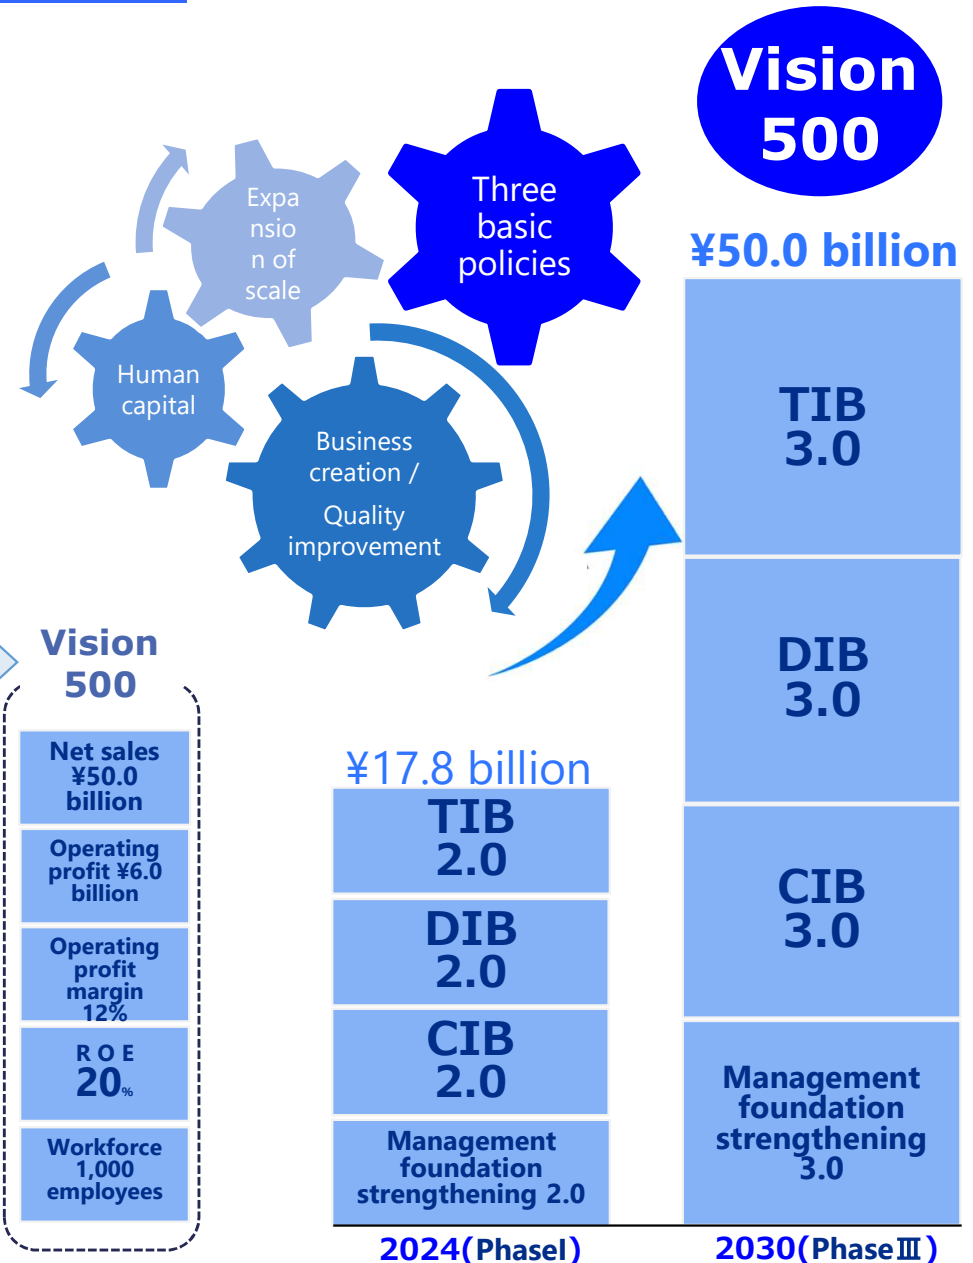 Vision
500
Three
basic
policies
Expa
nsio
n of
scale
Human
capital
Business
creation /
Quality
improvement
¥50.0 billion
TIB
3.0
DIB
3.0
CIB
3.0
Management
foundation
strengthening
3.0
2030(PhaseⅢ)
Vision
500
Net sales
¥50.0
billion
Operating
profit ¥6.0
billion
Operating
profit
margin
12%
R O E
20%
Workforce
1,000
employees
¥17.8 billion
TIB
2.0
DIB
2.0
CIB
2.0
Management
foundation
strengthening 2.0
2024(PhaseI)